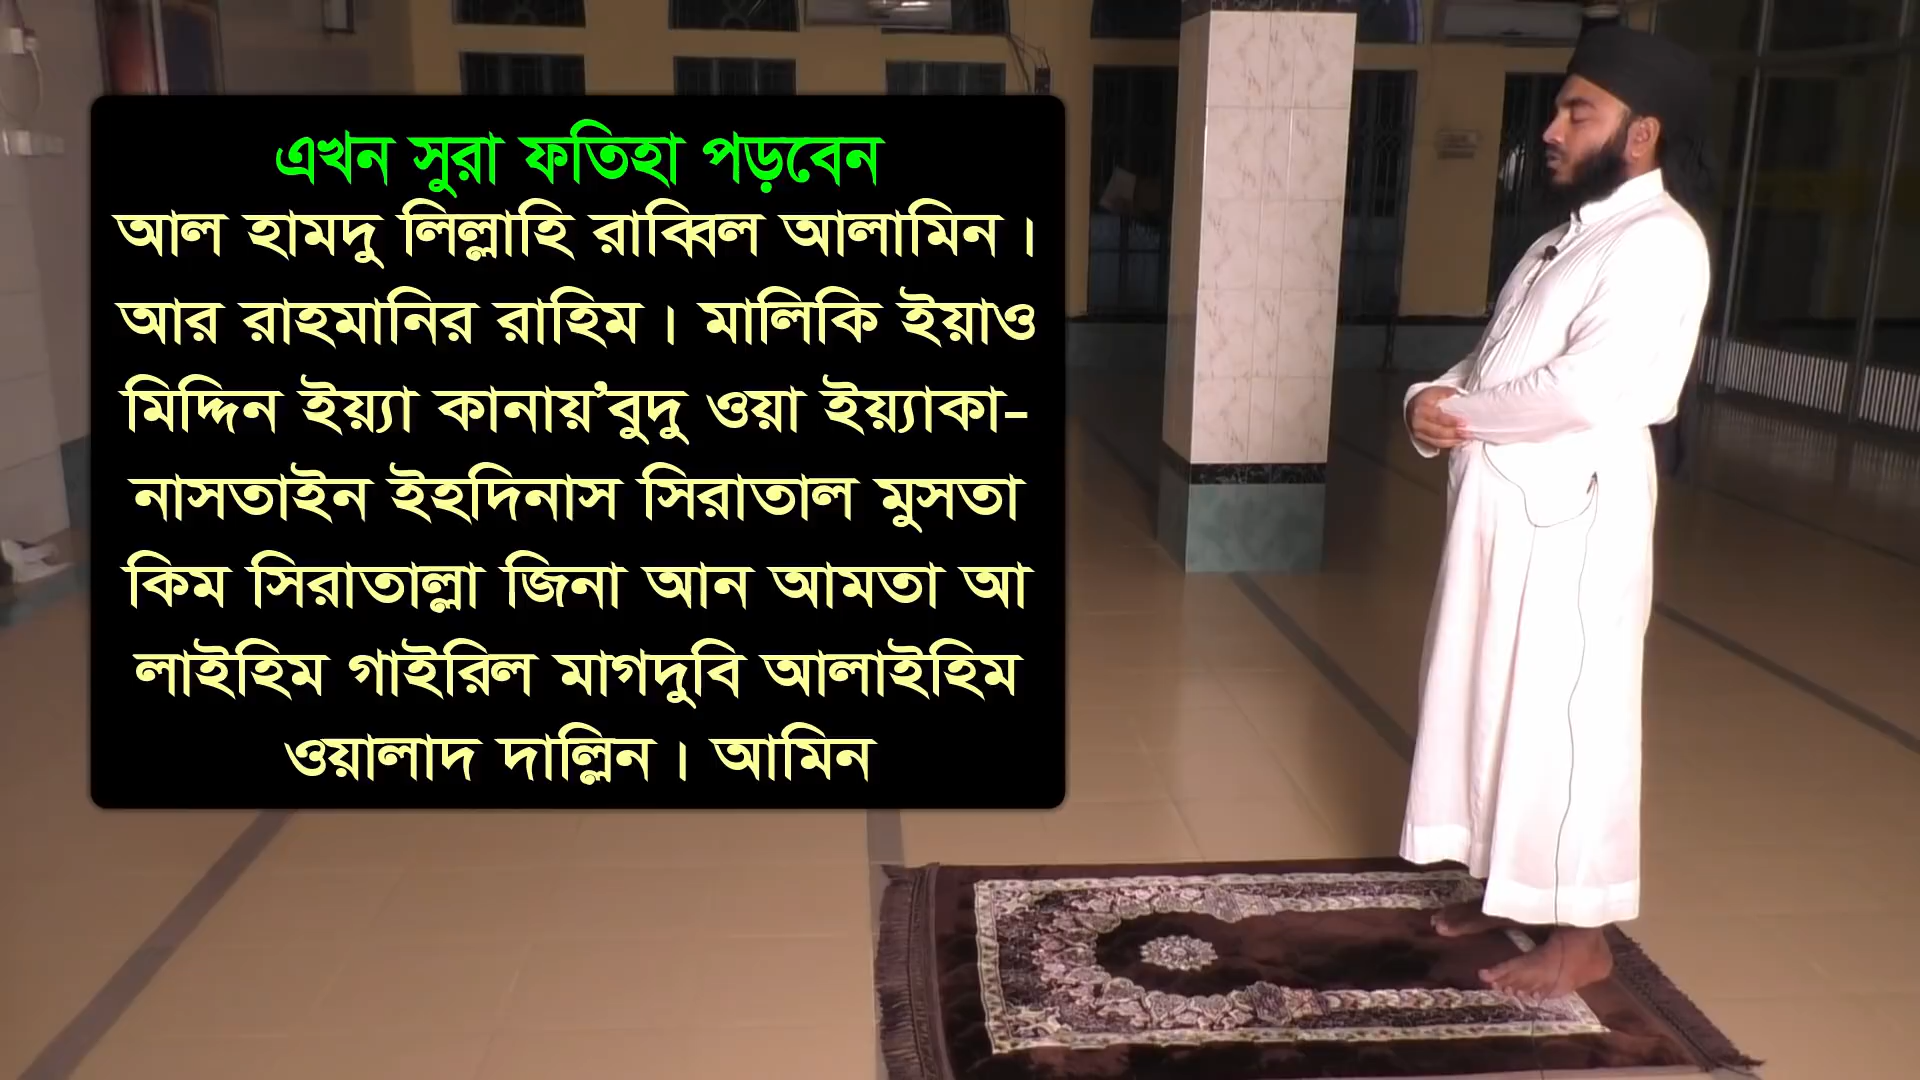 এখন সুরা ফতিহা পড়বেন
আল হামদু লিল্লাহি রাব্বিল আলামিন।
আর রাহমানির রাহিম। মালিকি ইয়াও
মিদ্দিন ইয়্যা কানায়’বুদু ওয়া ইয়্যাকা-
নাসতাইন ইহদিনাস সিরাতাল মুসতা
কিম সিরাতাল্লা জিনা আন আমতা আ
লাইহিম গাইরিল মাগদুবি আলাইহিম
ওয়ালাদ দাল্লিন। আমিন